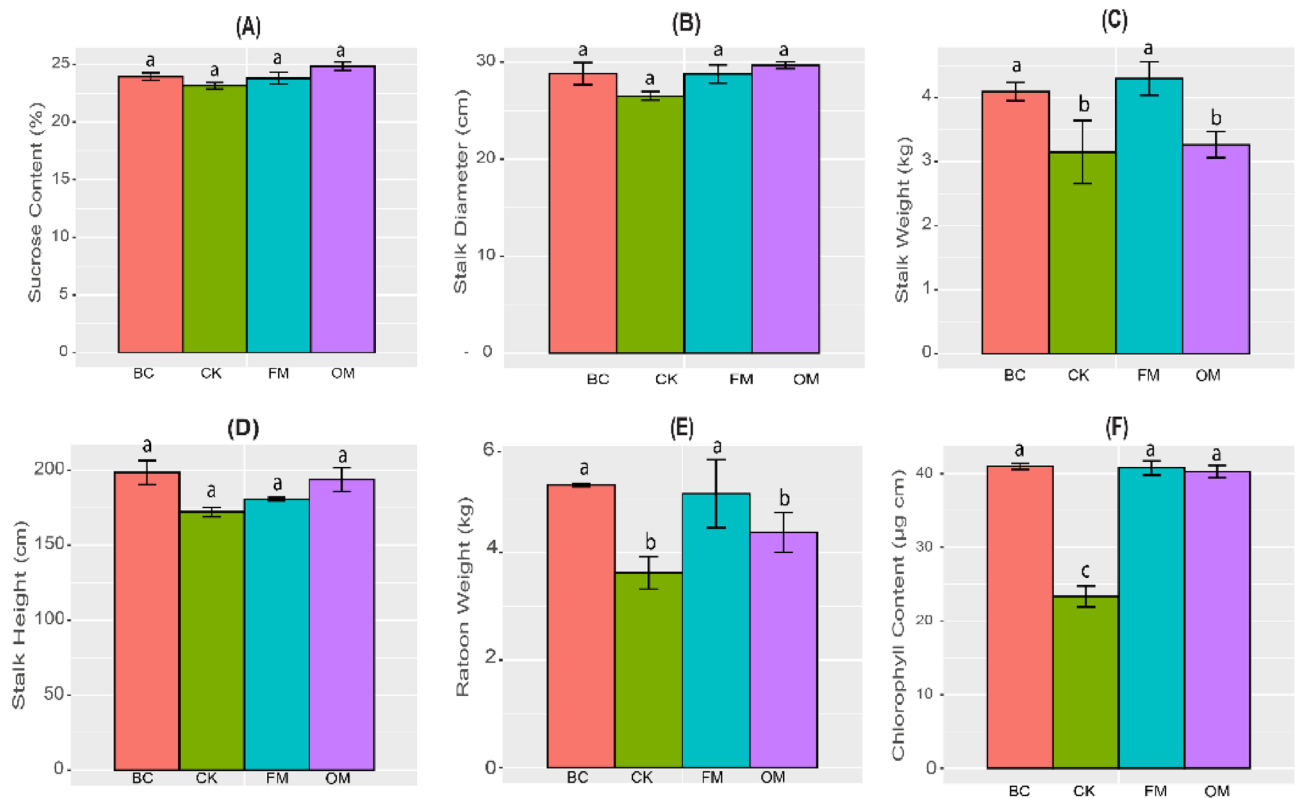 (A)
a
a
a
a
25
20
15
10
5
0
Sucrose Content (%)
BC CK FM OM
(B)
a
a
a
a
30
20
10
- 0
Stalk Diameter (cm)
BC CK FM OM
(C)
a
b
a
b
4
3
2
1
0
Stalk Weight (kg)
BC CK FM OM
(D)
a
a
a
a
200
150
100
50
0
Stalk Height (cm)
BC CK FM OM
(E)
a
b
a
b
6
4
2
0
Ratoon Weight (kg)
BC CK FM OM
(F)
a
c
a
a
40
30
20
10
0
Chlorophyll Content (µg cm)
BC CK FM OM